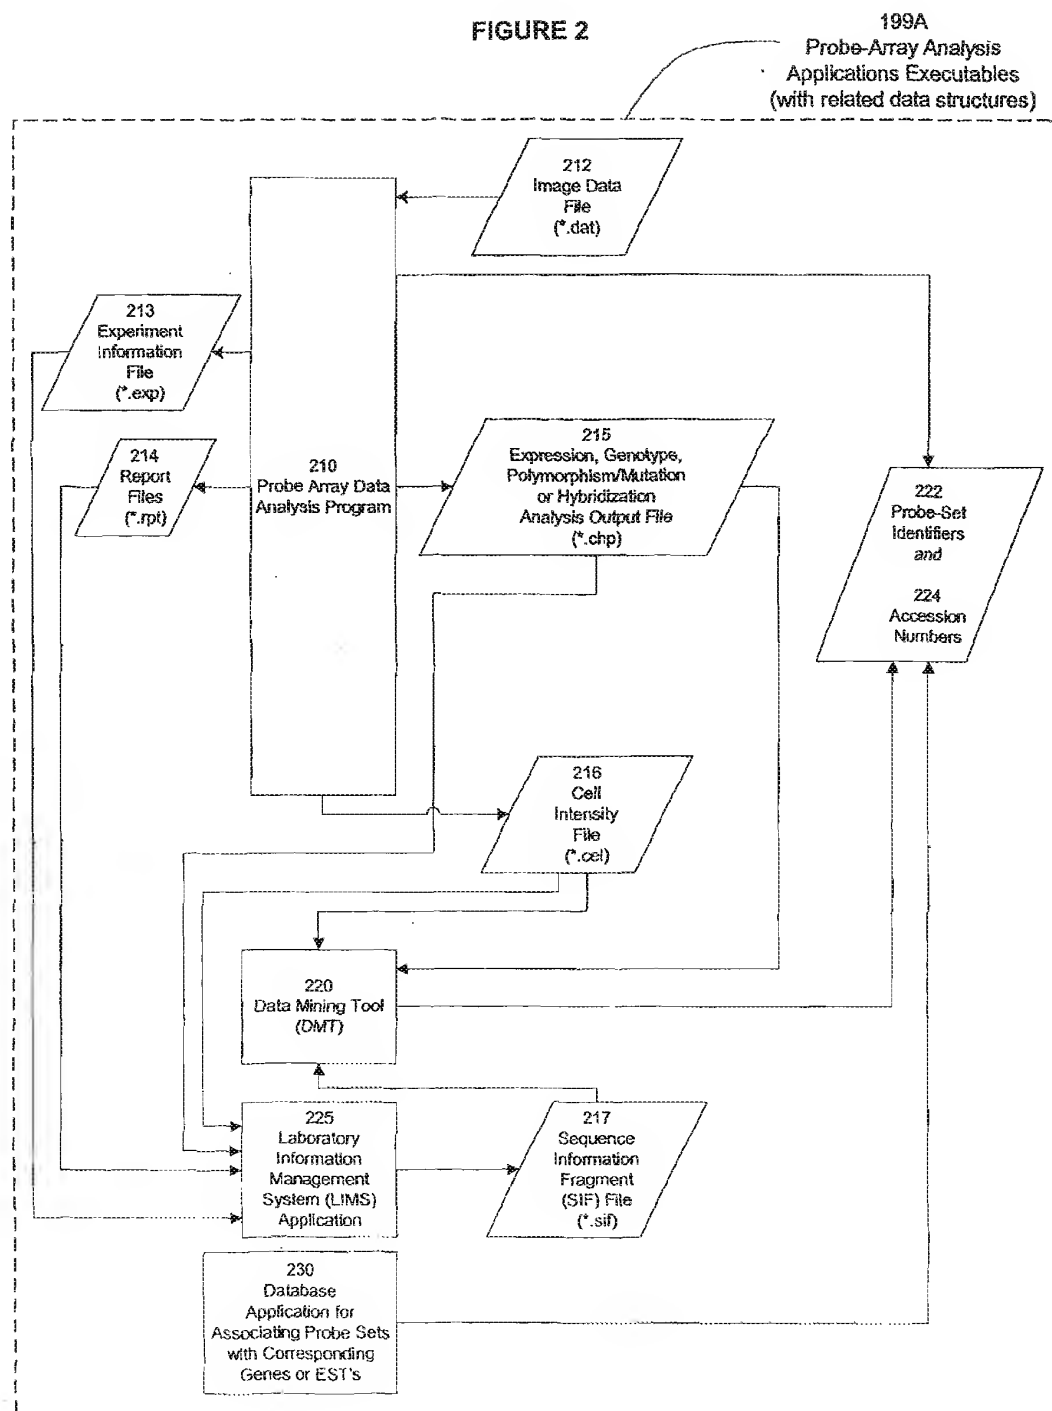 FIGURE 2
199A
Probe-Array Analysis
Applications Executables
(with related data structures)
212
Image Data
File
(*.dat)
213
Experiment
Information
File
(*.exp)
214
Report
Files
(*.rpt)
210
Probe Array Data
Analysis Program
215
Expression, Genotype,
Polymorphism/Mutation
or Hybridization
Analysis Output File
(*.chp)
222
Probe-Set
Identifiers
and
224
Accession
Numbers
216
Cell
Intensity
File
(*.cel)
220
Data Mining Tool
(DMT)
225
Laboratory
Information
Management
System (LIMS)
Application
217
Sequence
Information
Fragment
(SIF) File
(*.sif)
230
Database
Application for
Associating Probe Sets
with Corresponding
Genes or EST's